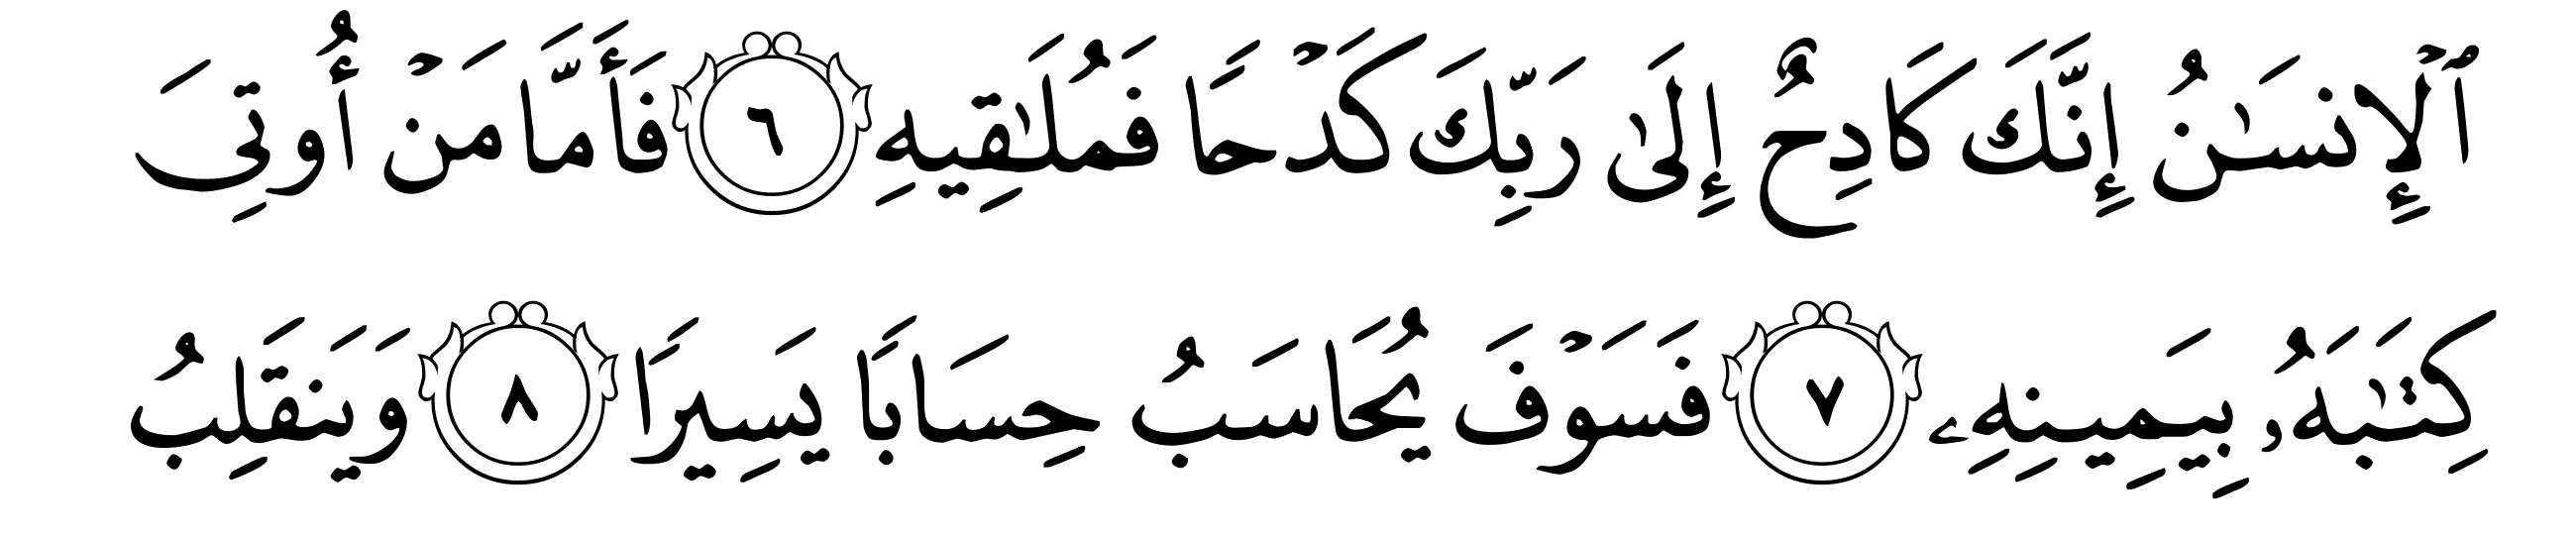 ٱلۡإِنسَٰنُ إِنَّكَ كَادِحٌ إِلَىٰ رَبِّكَ كَدۡحٗا فَمُلَٰقِيهِ ٦ فَأَمَّا مَنۡ أُوتِيَ
كِتَٰبَهُۥ بِيَمِينِهِۦ ٧ فَسَوۡفَ يُحَاسَبُ حِسَابٗا يَسِيرٗا ٨ وَيَنقَلِبُ